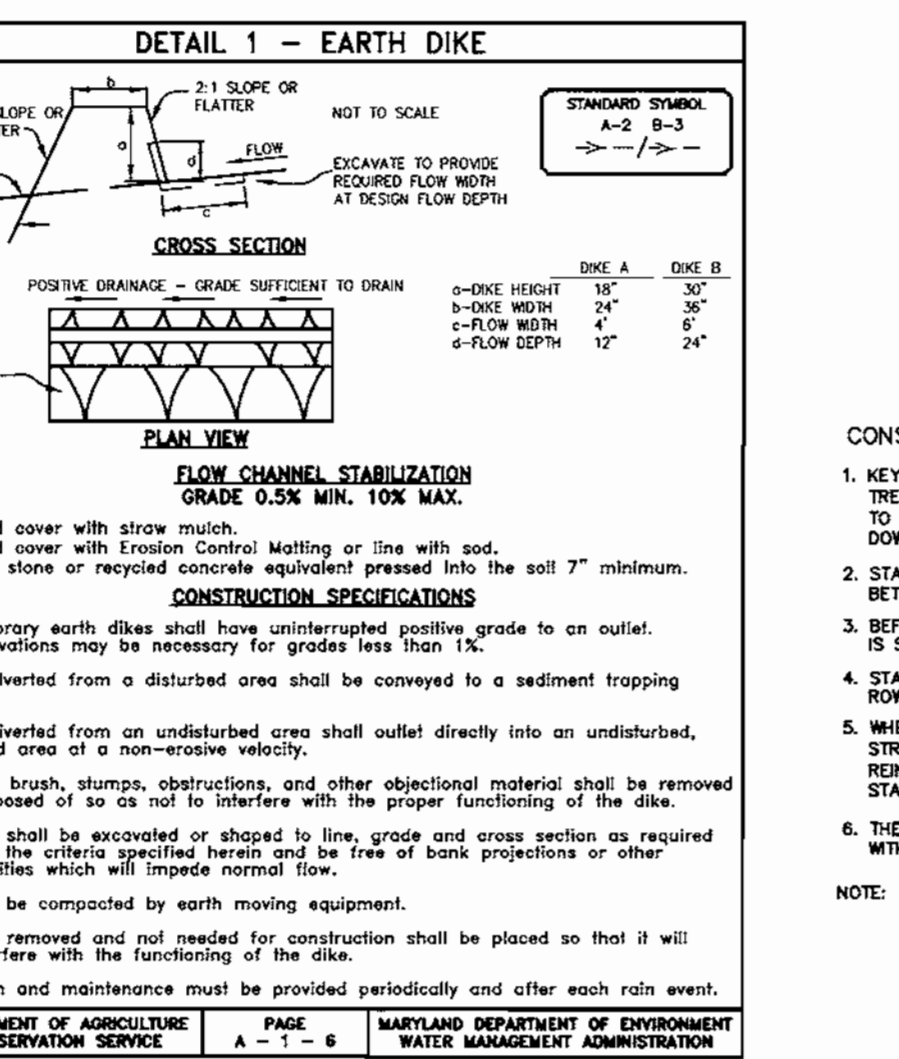 DETAIL 1 – EARTH DIKE
b
2:1 SLOPE OR
FLATTER
SLOPE OR
NOT TO SCALE
STANDARD SYMBOL
A-2 B-3
a
d
FLOW
EXCAVATE TO PROVIDE
REQUIRED FLOW WIDTH
AT DESIGN FLOW DEPTH
c
CROSS SECTION
POSITIVE DRAINAGE – GRADE SUFFICIENT TO DRAIN
DIKE A DIKE B
a-DIKE HEIGHT 18" 30"
b-DIKE WIDTH 24" 36"
c-FLOW WIDTH 4' 6'
d-FLOW DEPTH 12" 24"
PLAN VIEW
FLOW CHANNEL STABILIZATION
GRADE 0.5% MIN. 10% MAX.
cover with straw mulch.
cover with Erosion Control Matting or line with sod.
stone or recycled concrete equivalent pressed into the soil 7" minimum.
CONSTRUCTION SPECIFICATIONS
orary earth dikes shall have uninterrupted positive grade to an outlet.
vations may be necessary for grades less than 1%.
iverted from a disturbed area shall be conveyed to a sediment trapping
iverted from an undisturbed area shall outlet directly into an undisturbed,
d area at a non-erosive velocity.
brush, stumps, obstructions, and other objectional material shall be removed
posed of so as not to interfere with the proper functioning of the dike.
shall be excavated or shaped to line, grade and cross section as required
the criteria specified herein and be free of bank projections or other
ities which will impede normal flow.
be compacted by earth moving equipment.
removed and not needed for construction shall be placed so that it will
rfere with the functioning of the dike.
n and maintenance must be provided periodically and after each rain event.
MENT OF AGRICULTURE
SERVATION SERVICE
PAGE
A – 1 – 6
MARYLAND DEPARTMENT OF ENVIRONMENT
WATER MANAGEMENT ADMINISTRATION
CONS
1. KEY
TRE
TO
DOW
2. STA
BET
3. BEF
IS S
4. STA
ROW
5. WHE
STR
REI
STA
6. THE
WIT
NOTE: